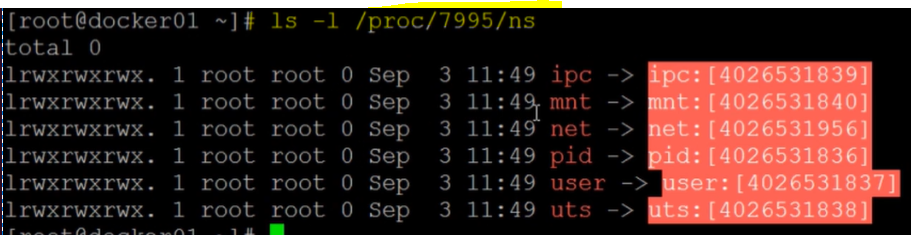 [root@docker01 ~]# ls -l /proc/7995/ns
total 0
lrwxrwxrwx. 1 root root 0 Sep  3 11:49 ipc -> ipc:[4026531839]
lrwxrwxrwx. 1 root root 0 Sep  3 11:49 mnt -> mnt:[4026531840]
lrwxrwxrwx. 1 root root 0 Sep  3 11:49 net -> net:[4026531956]
lrwxrwxrwx. 1 root root 0 Sep  3 11:49 pid -> pid:[4026531836]
lrwxrwxrwx. 1 root root 0 Sep  3 11:49 user -> user:[4026531837]
lrwxrwxrwx. 1 root root 0 Sep  3 11:49 uts -> uts:[4026531838]
[root@docker01 ~]#